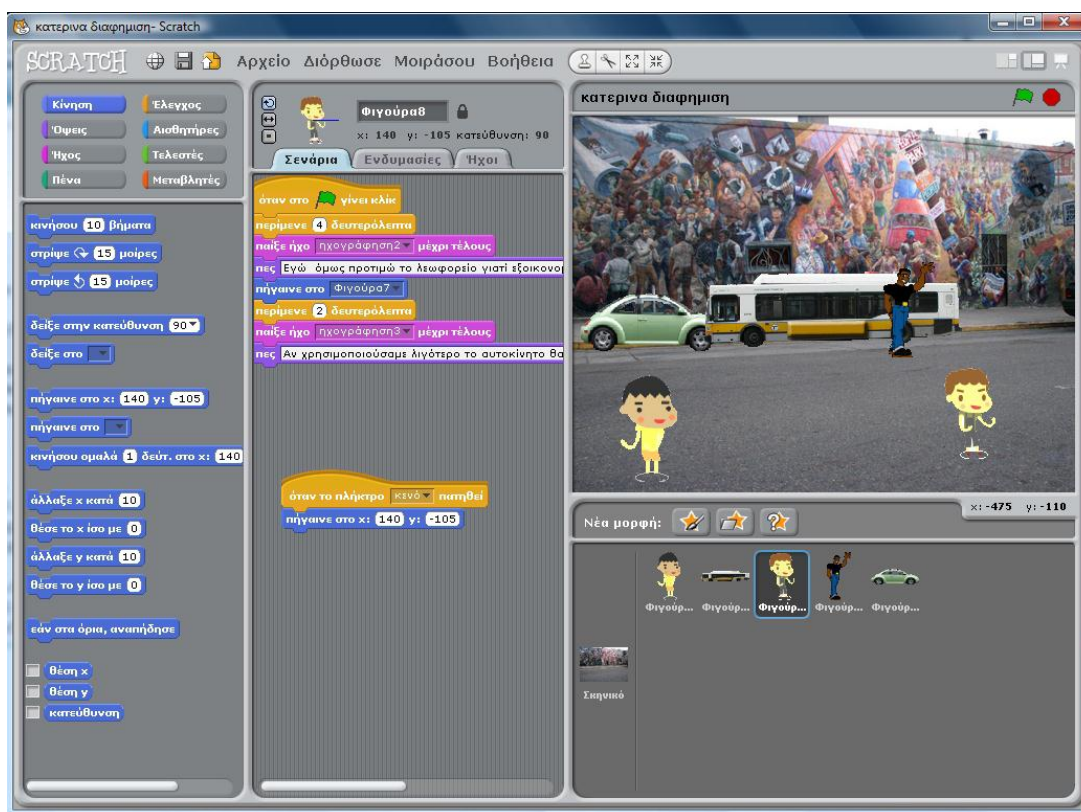 κατερινα διαφημιση- Scratch
SCRATCH
Αρχείο Διόρθωσε Μοιράσου Βοήθεια
Κίνηση Έλεγχος
Όψεις Αισθητήρες
Ήχος Τελεστές
Πένα Μεταβλητές
κινήσου 10 βήματα
στρίψε 15 μοίρες
στρίψε 15 μοίρες
δείξε στην κατεύθυνση 90
δείξε στο
πήγαινε στο x: 140 y: -105
πήγαινε στο
κινήσου ομαλά 1 δεύτ. στο x: 140
άλλαξε x κατά 10
θέσε το x ίσο με 0
άλλαξε y κατά 10
θέσε το y ίσο με 0
εάν στα όρια, αναπήδησε
θέση x
θέση y
κατεύθυνση
Φιγούρα8
x: 140 y: -105 κατεύθυνση: 90
Σενάρια Ενδυμασίες Ήχοι
όταν στο γίνει κλίκ
περίμενε 4 δευτερόλεπτα
παίξε ήχο ηχογράφηση2 μέχρι τέλους
πες Εγώ όμως προτιμώ το λεωφορείο γιατί εξοικονομ
πήγαινε στο Φιγούρα7
περίμενε 2 δευτερόλεπτα
παίξε ήχο ηχογράφηση3 μέχρι τέλους
πες Αν χρησιμοποιούσαμε λιγότερο το αυτοκίνητο θα
όταν το πλήκτρο κενό πατηθεί
πήγαινε στο x: 140 y: -105
κατερινα διαφημιση
x: -475 y: -110
Νέα μορφή:
Φιγούρ... Φιγούρ... Φιγούρ... Φιγούρ... Φιγούρ...
Σκηνικό